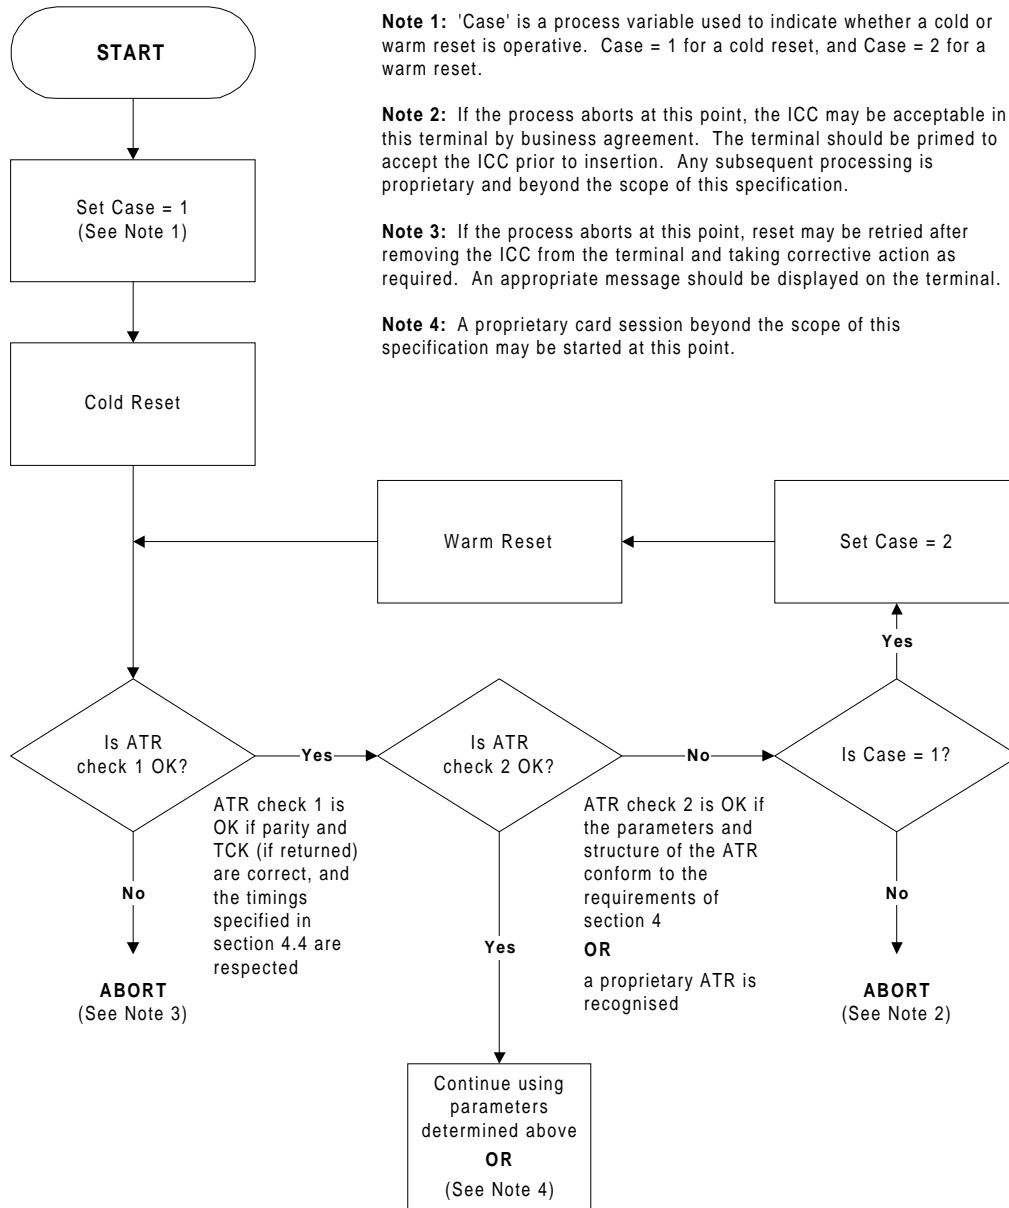 START
Note 1: 'Case' is a process variable used to indicate whether a cold or
warm reset is operative. Case = 1 for a cold reset, and Case = 2 for a
warm reset.
Note 2: If the process aborts at this point, the ICC may be acceptable in
this terminal by business agreement. The terminal should be primed to
accept the ICC prior to insertion. Any subsequent processing is
proprietary and beyond the scope of this specification.
Note 3: If the process aborts at this point, reset may be retried after
removing the ICC from the terminal and taking corrective action as
required. An appropriate message should be displayed on the terminal.
Note 4: A proprietary card session beyond the scope of this
specification may be started at this point.
Set Case = 1
(See Note 1)
Cold Reset
Warm Reset
Set Case = 2
Yes
Is ATR
check 1 OK?
Yes
Is ATR
check 2 OK?
No
Is Case = 1?
ATR check 1 is
OK if parity and
TCK (if returned)
are correct, and
the timings
specified in
section 4.4 are
respected
ATR check 2 is OK if
the parameters and
structure of the ATR
conform to the
requirements of
section 4
OR
a proprietary ATR is
recognised
No
Yes
No
ABORT
(See Note 3)
ABORT
(See Note 2)
Continue using
parameters
determined above
OR
(See Note 4)